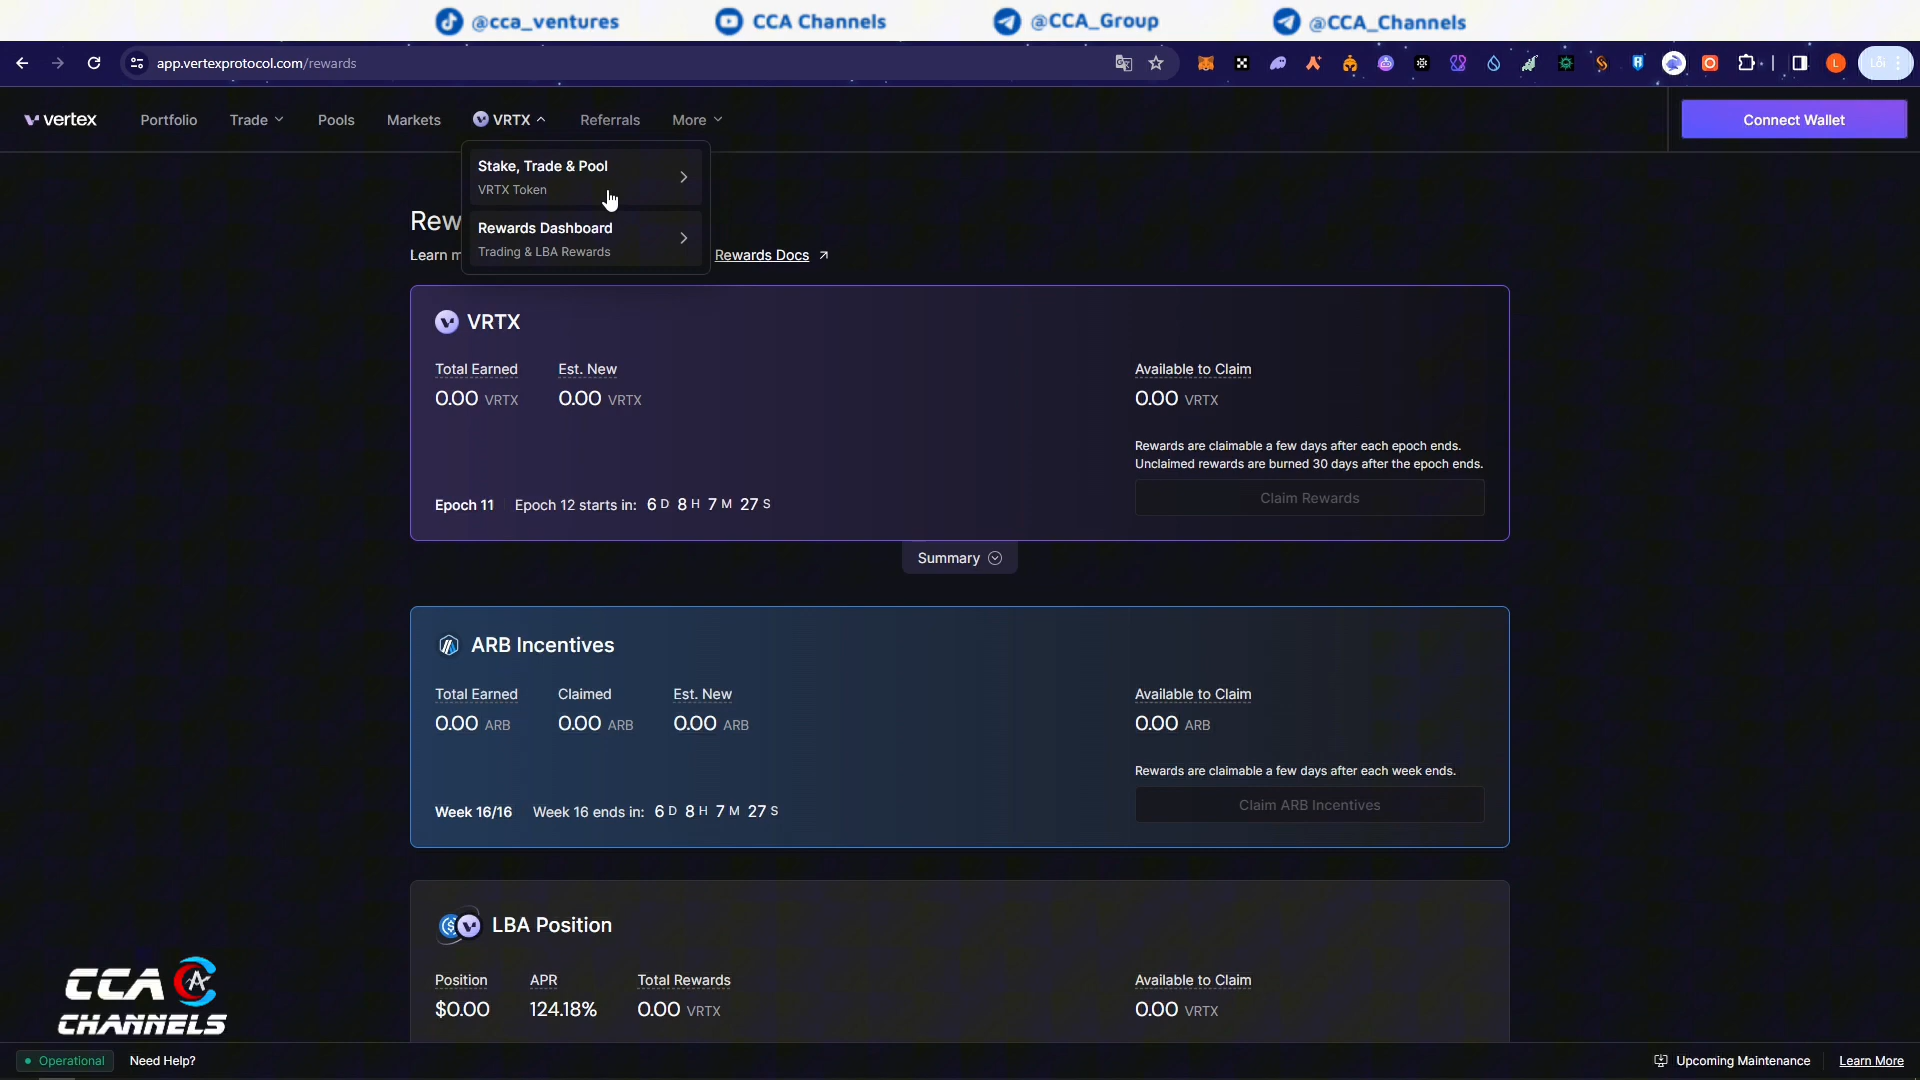 @cca_ventures CCA Channels @CCA_Group @CCA_Channels
app.vertexprotocol.com/rewards
vertex Portfolio Trade Pools Markets VRTX Referrals More Connect Wallet
Stake, Trade & Pool
VRTX Token
Rewards Dashboard
Trading & LBA Rewards
Rew
Learn m
Rewards Docs
VRTX
Total Earned Est. New Available to Claim
0.00 VRTX 0.00 VRTX 0.00 VRTX
Rewards are claimable a few days after each epoch ends.
Unclaimed rewards are burned 30 days after the epoch ends.
Epoch 11 Epoch 12 starts in: 6 D 8 H 7 M 27 S Claim Rewards
Summary
ARB Incentives
Total Earned Claimed Est. New Available to Claim
0.00 ARB 0.00 ARB 0.00 ARB 0.00 ARB
Rewards are claimable a few days after each week ends.
Week 16/16 Week 16 ends in: 6 D 8 H 7 M 27 S Claim ARB Incentives
LBA Position
Position APR Total Rewards Available to Claim
$0.00 124.18% 0.00 VRTX 0.00 VRTX
CCA
CHANNELS
Operational Need Help? Upcoming Maintenance Learn More